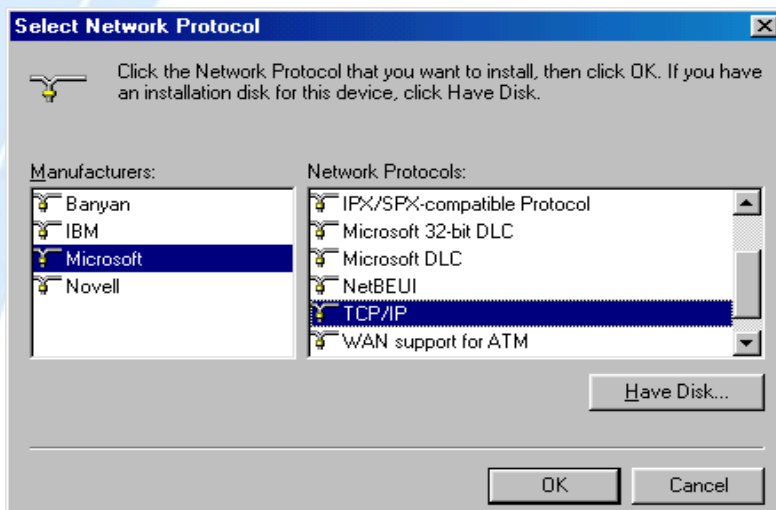 Select Network Protocol
Click the Network Protocol that you want to install, then click OK. If you have
an installation disk for this device, click Have Disk.
Manufacturers:
Banyan
IBM
Microsoft
Novell
Network Protocols:
IPX/SPX-compatible Protocol
Microsoft 32-bit DLC
Microsoft DLC
NetBEUI
TCP/IP
WAN support for ATM
Have Disk...
OK
Cancel